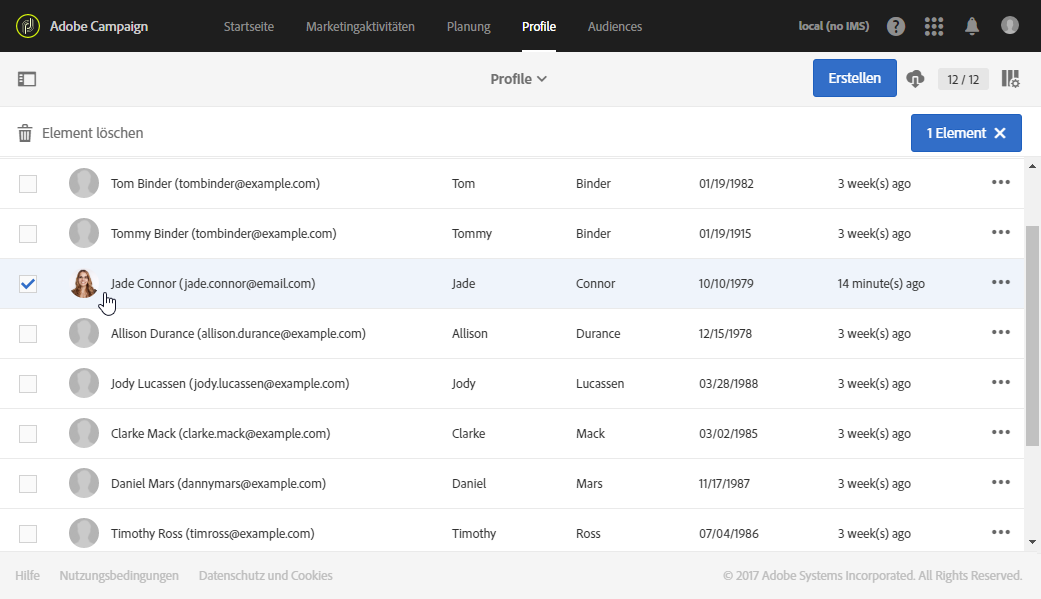 Adobe Campaign Startseite Marketingaktivitäten Planung Profile Audiences local (no IMS) ?
Profile Erstellen 12 / 12
Element löschen 1 Element ✕
Tom Binder (tombinder@example.com) Tom Binder 01/19/1982 3 week(s) ago •••
Tommy Binder (tombinder@example.com) Tommy Binder 01/19/1915 3 week(s) ago •••
Jade Connor (jade.connor@email.com) Jade Connor 10/10/1979 14 minute(s) ago •••
Allison Durance (allison.durance@example.com) Allison Durance 12/15/1978 3 week(s) ago •••
Jody Lucassen (jody.lucassen@example.com) Jody Lucassen 03/28/1988 3 week(s) ago •••
Clarke Mack (clarke.mack@example.com) Clarke Mack 03/02/1985 3 week(s) ago •••
Daniel Mars (dannymars@example.com) Daniel Mars 11/17/1987 3 week(s) ago •••
Timothy Ross (timross@example.com) Timothy Ross 07/04/1986 3 week(s) ago •••
Hilfe Nutzungsbedingungen Datenschutz und Cookies © 2017 Adobe Systems Incorporated. All Rights Reserved.